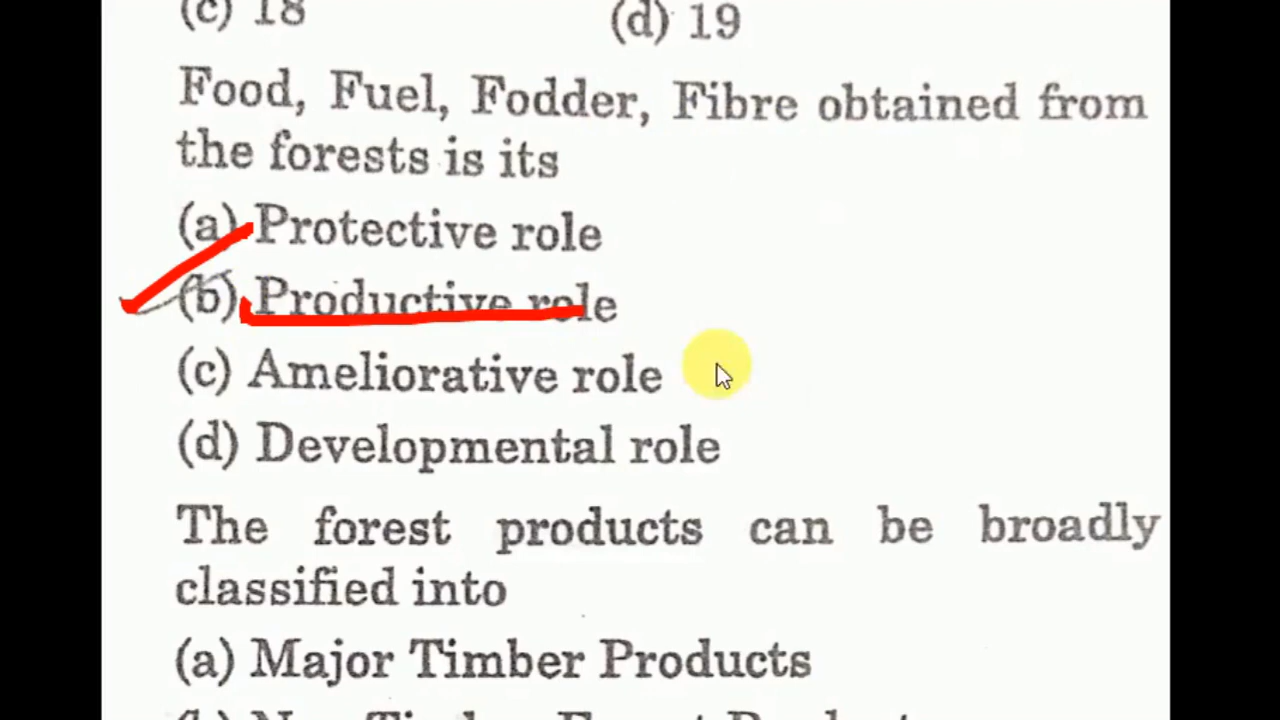 (c) 18 (d) 19
Food, Fuel, Fodder, Fibre obtained from
the forests is its
(a) Protective role
(b) Productive role
(c) Ameliorative role
(d) Developmental role
The forest products can be broadly
classified into
(a) Major Timber Products